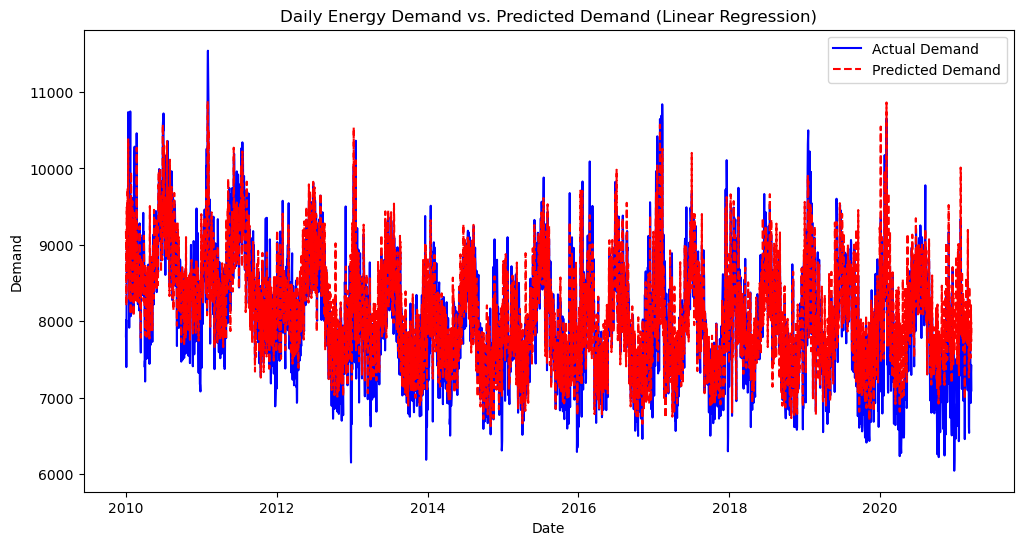 Daily Energy Demand vs. Predicted Demand (Linear Regression)
Actual Demand
Predicted Demand
Demand
11000
10000
9000
8000
7000
6000
2010 2012 2014 2016 2018 2020
Date